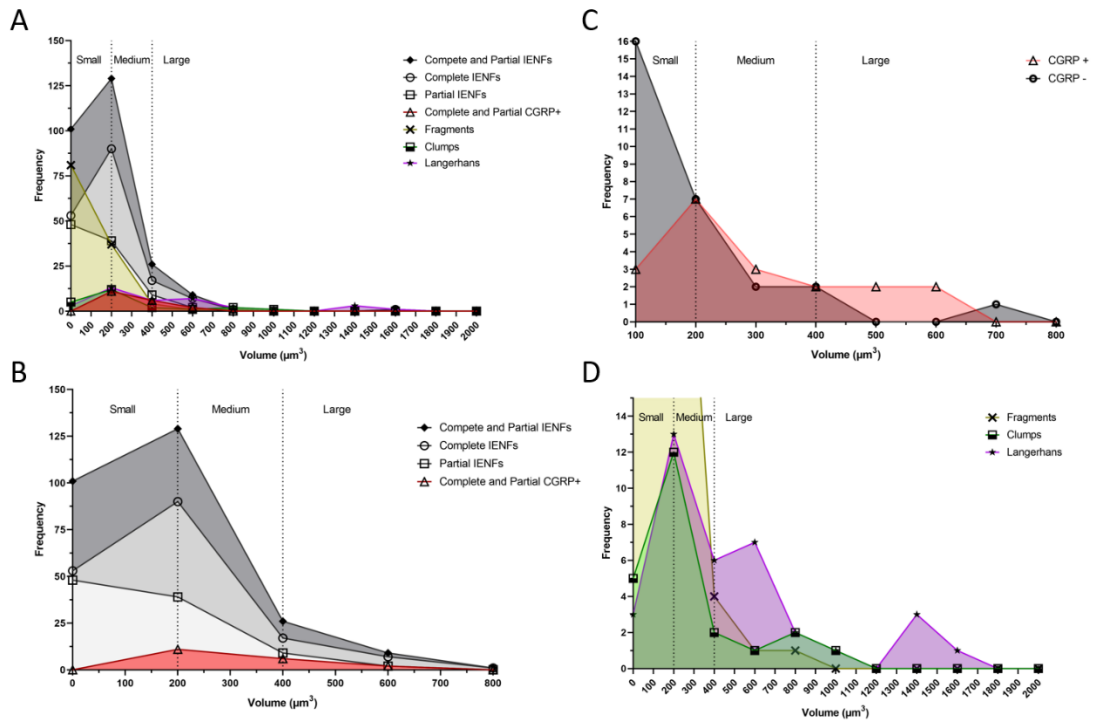 A
150
125
100
75
50
25
0
Frequency
Small
Medium
Large
Compete and Partial IENFs
Complete IENFs
Partial IENFs
Complete and Partial CGRP+
Fragments
Clumps
Langerhans
0 100 200 300 400 500 600 700 800 900 1000 1100 1200 1300 1400 1500 1600 1700 1800 1900 2000
Volume (µm³)
C
16
15
14
13
12
11
10
9
8
7
6
5
4
3
2
1
0
Frequency
Small
Medium
Large
CGRP +
CGRP -
100 200 300 400 500 600 700 800
Volume (µm³)
B
150
125
100
75
50
25
0
Frequency
Small
Medium
Large
Compete and Partial IENFs
Complete IENFs
Partial IENFs
Complete and Partial CGRP+
0 100 200 300 400 500 600 700 800
Volume (µm³)
D
14
12
10
8
6
4
2
0
Frequency
Small
Medium
Large
Fragments
Clumps
Langerhans
0 100 200 300 400 500 600 700 800 900 1000 1100 1200 1300 1400 1500 1600 1700 1800 1900 2000
Volume (µm³)